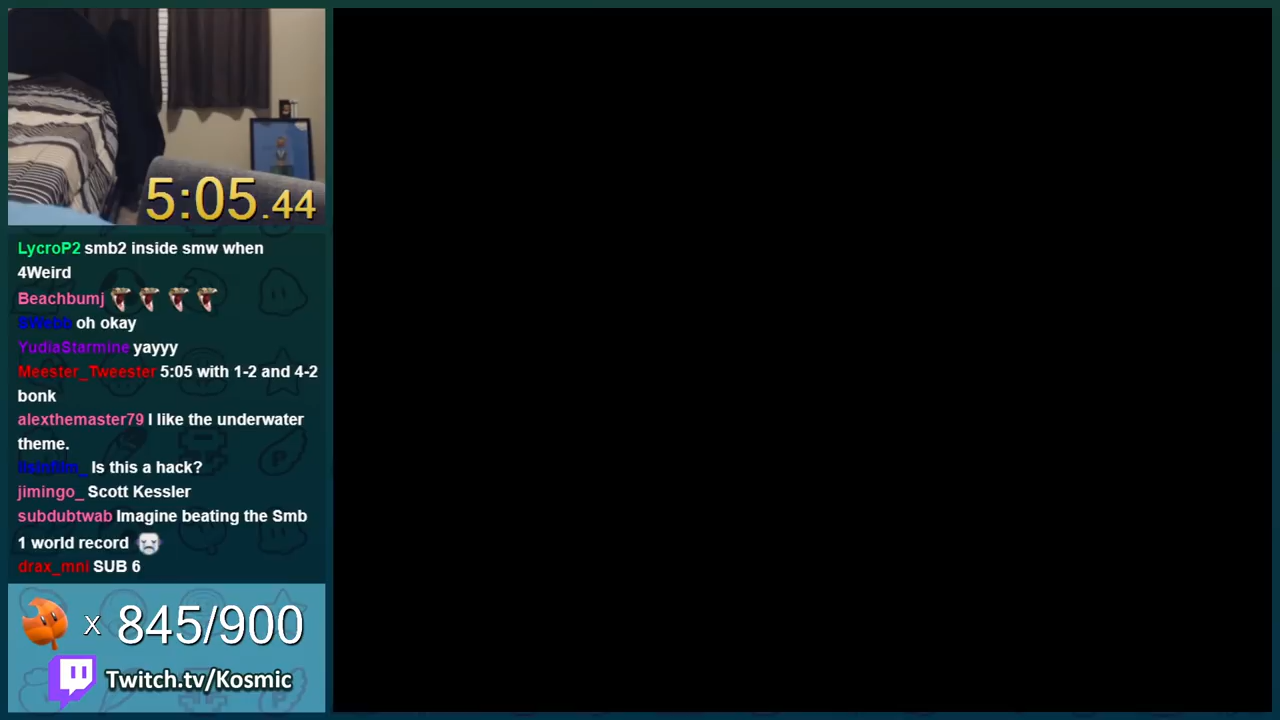 5:05.44
LycroP2 smb2 inside smw when
4Weird
Beachbumj
SWebb oh okay
YudiaStarmine yayyy
Meester_Tweester 5:05 with 1-2 and 4-2
bonk
alexthemaster79 I like the underwater
theme.
Is this a hack?
jimingo_ Scott Kessler
subdubtwab Imagine beating the Smb
1 world record
drax_mni SUB 6
x 845/900
Twitch.tv/Kosmic